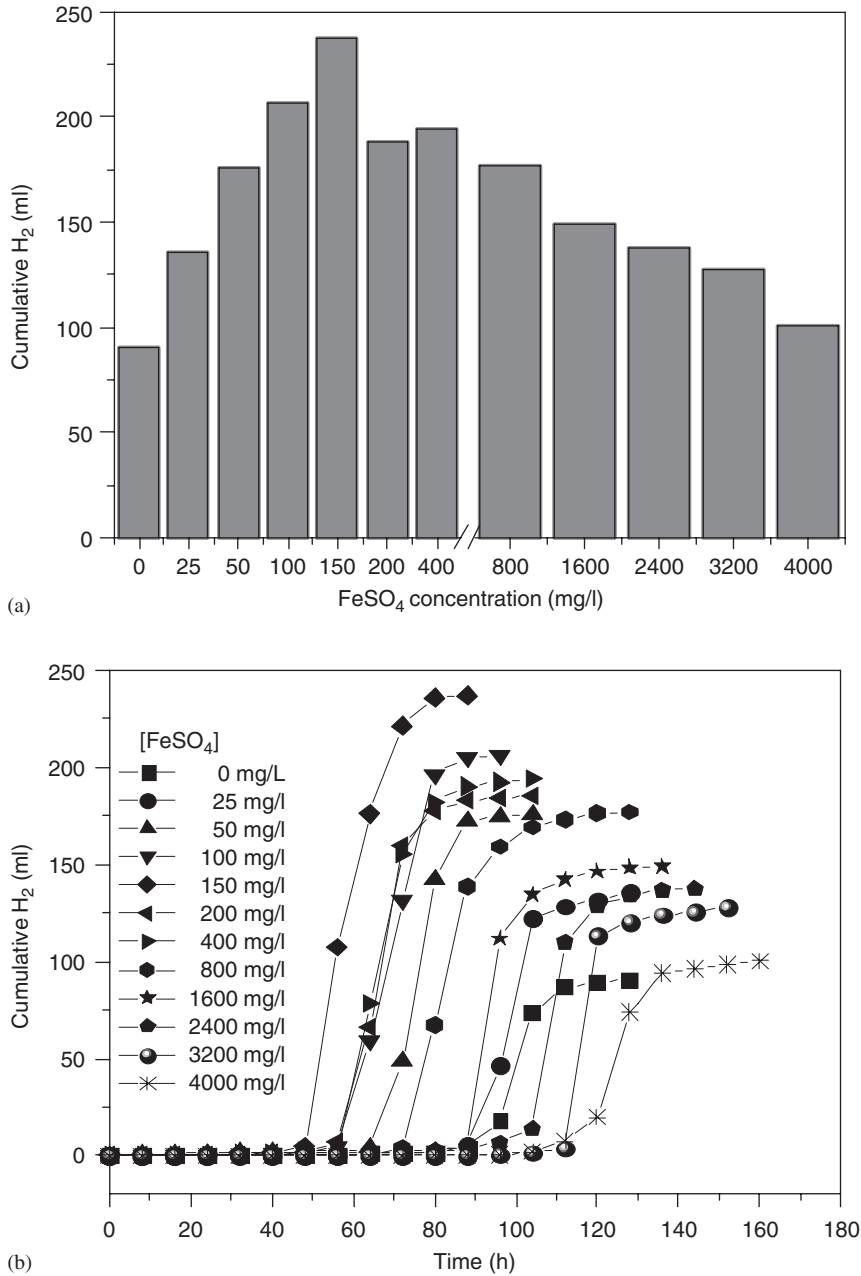 250
200
150
100
50
0
Cumulative H2 (ml)
0 25 50 100 150 200 400 800 1600 2400 3200 4000
(a)
FeSO4 concentration (mg/l)
250
200
150
100
50
0
Cumulative H2 (ml)
[FeSO4]
0 mg/L
25 mg/l
50 mg/l
100 mg/l
150 mg/l
200 mg/l
400 mg/l
800 mg/l
1600 mg/l
2400 mg/l
3200 mg/l
4000 mg/l
0 20 40 60 80 100 120 140 160 180
(b)
Time (h)